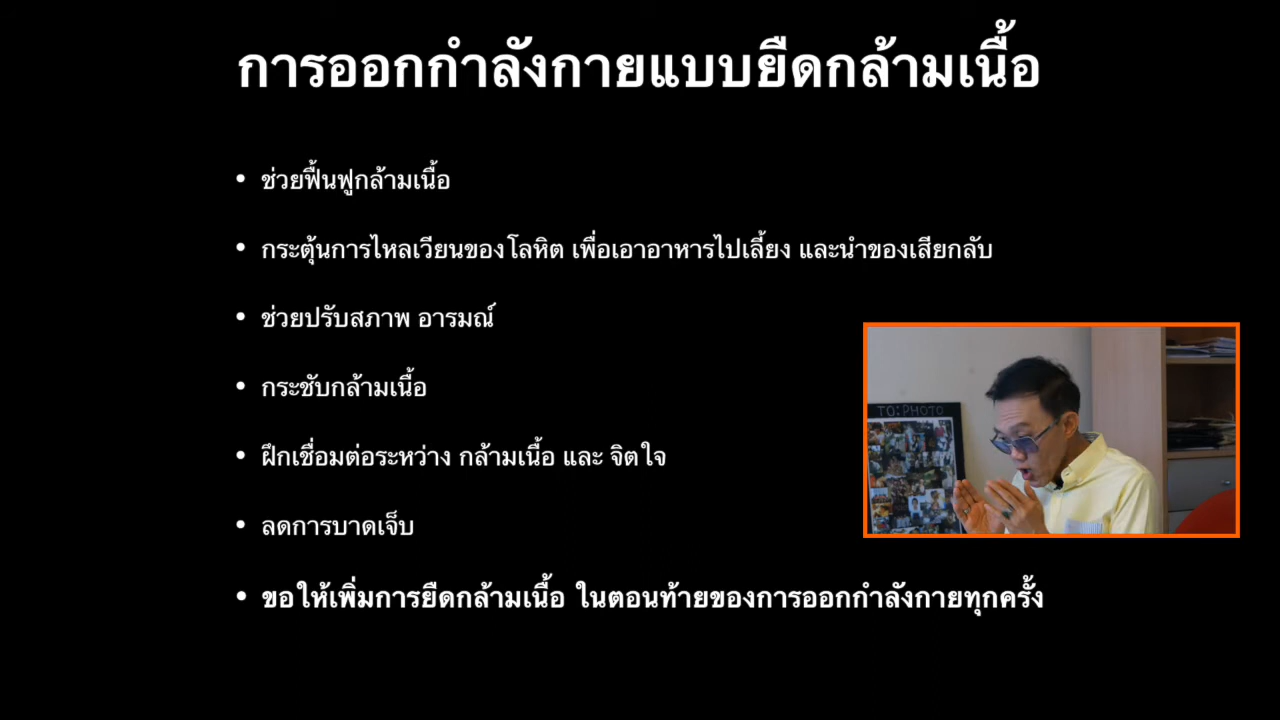 การออกกำลังกายแบบยืดกล้ามเนื้อ
• ช่วยฟื้นฟูกล้ามเนื้อ
• กระตุ้นการไหลเวียนของโลหิต เพื่อเอาอาหารไปเลี้ยง และนำของเสียกลับ
• ช่วยปรับสภาพ อารมณ์
• กระชับกล้ามเนื้อ
• ฝึกเชื่อมต่อระหว่าง กล้ามเนื้อ และ จิตใจ
• ลดการบาดเจ็บ
• ขอให้เพิ่มการยืดกล้ามเนื้อ ในตอนท้ายของการออกกำลังกายทุกครั้ง
TO:PHOTO